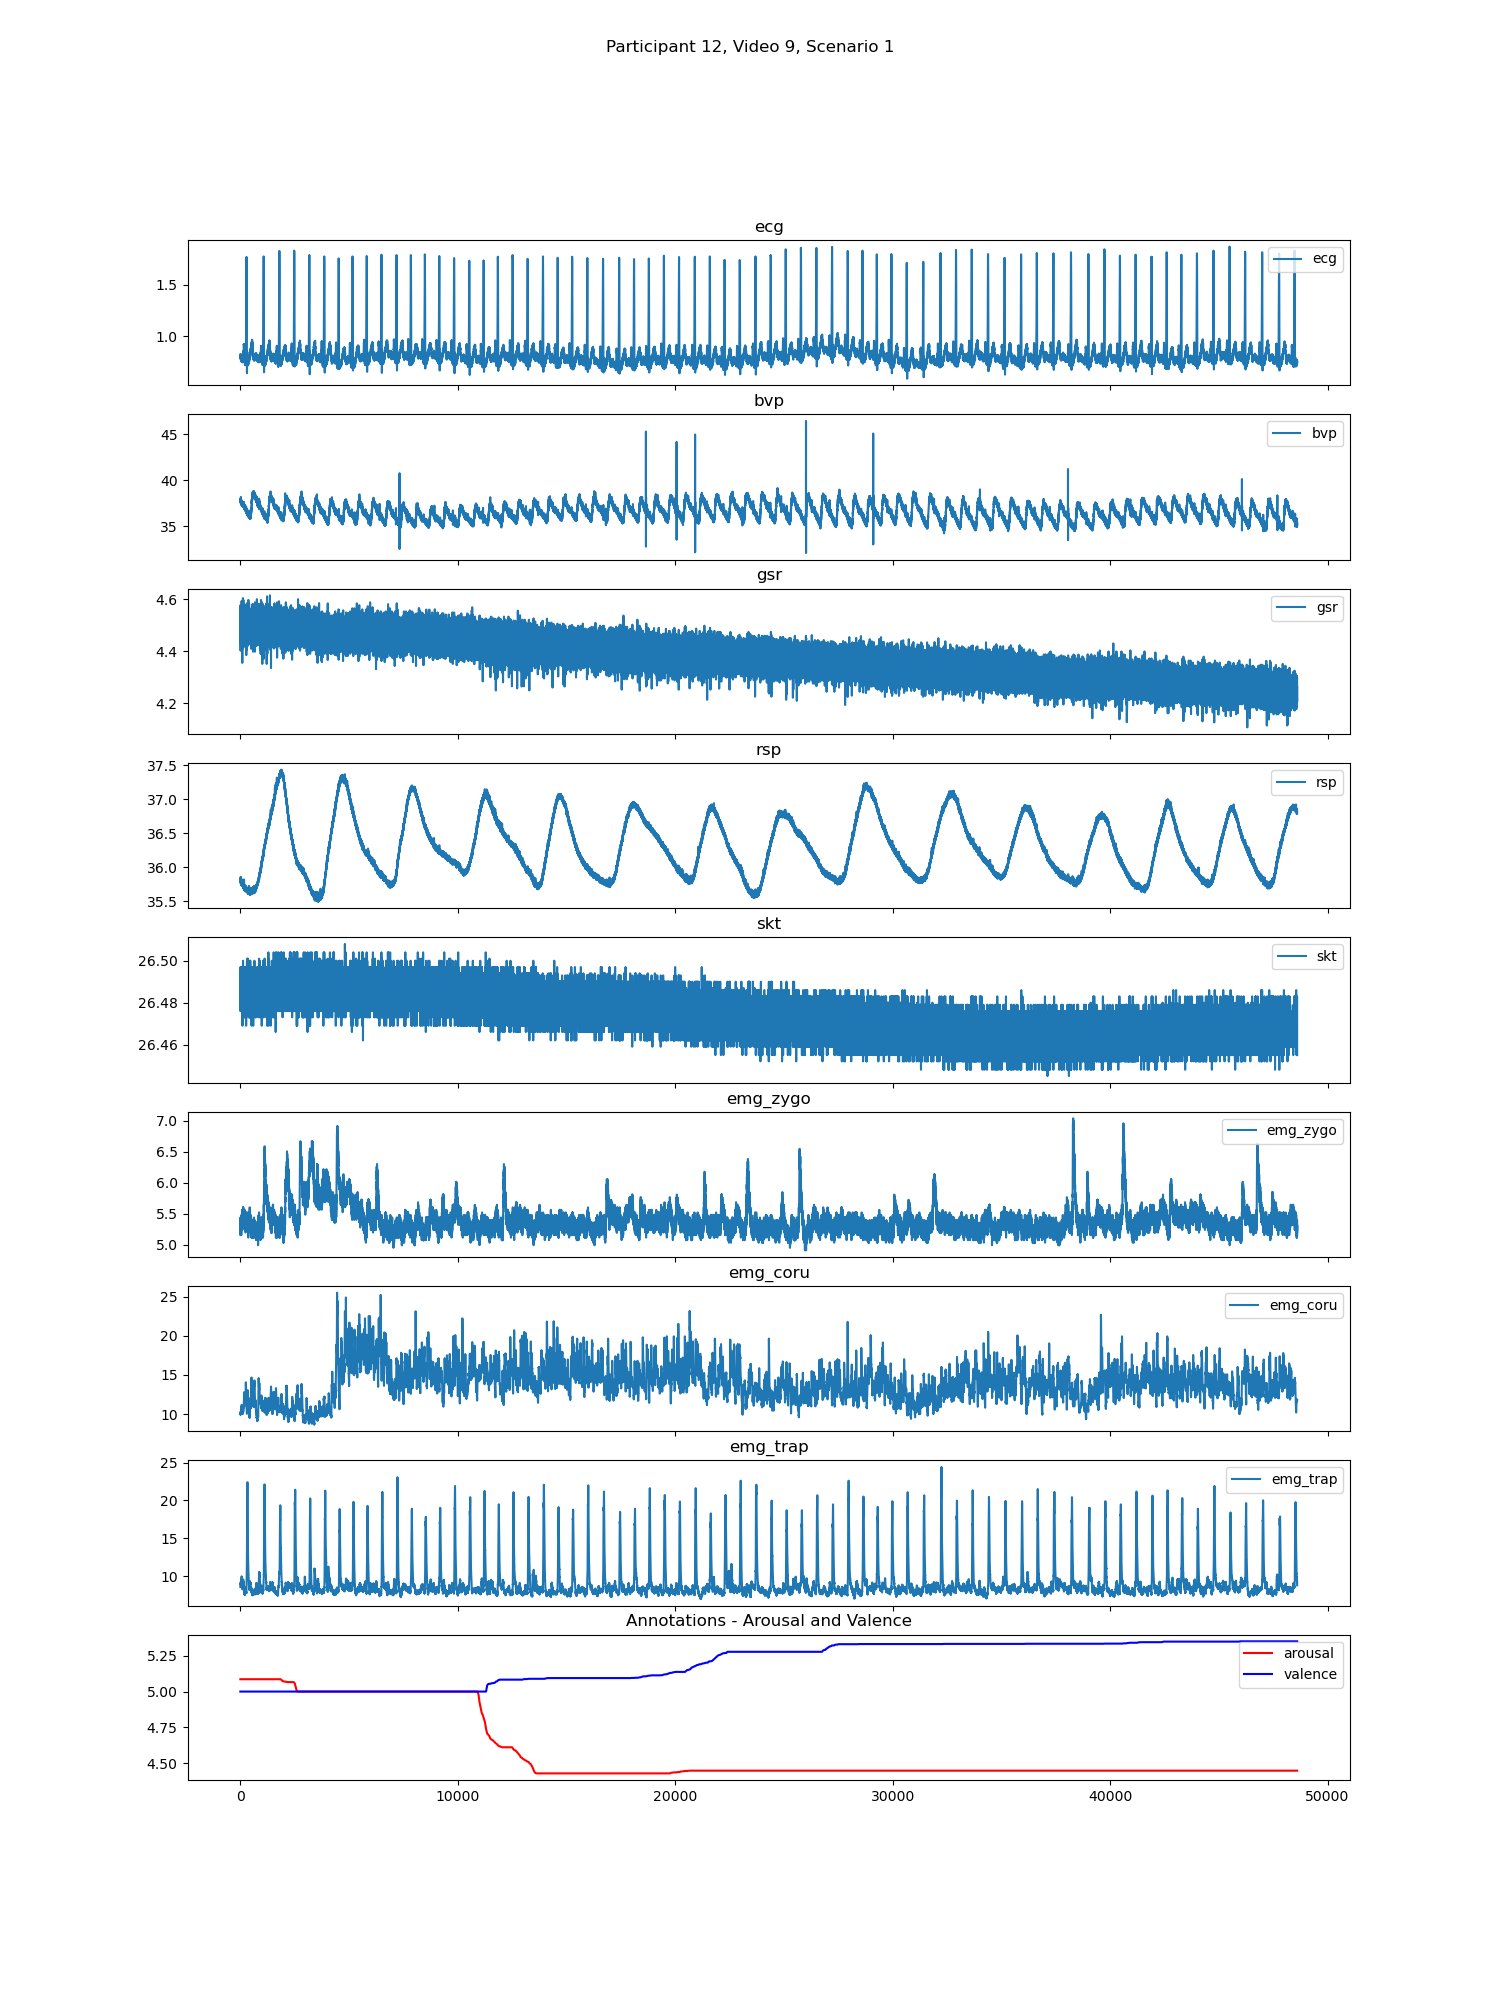 Participant 12, Video 9, Scenario 1
ecg
1.5
1.0
ecg
bvp
45
40
35
bvp
gsr
4.6
4.4
4.2
gsr
rsp
37.5
37.0
36.5
36.0
35.5
rsp
skt
26.50
26.48
26.46
skt
emg_zygo
7.0
6.5
6.0
5.5
5.0
emg_zygo
emg_coru
25
20
15
10
emg_coru
emg_trap
25
20
15
10
emg_trap
Annotations - Arousal and Valence
5.25
5.00
4.75
4.50
arousal
valence
0 10000 20000 30000 40000 50000